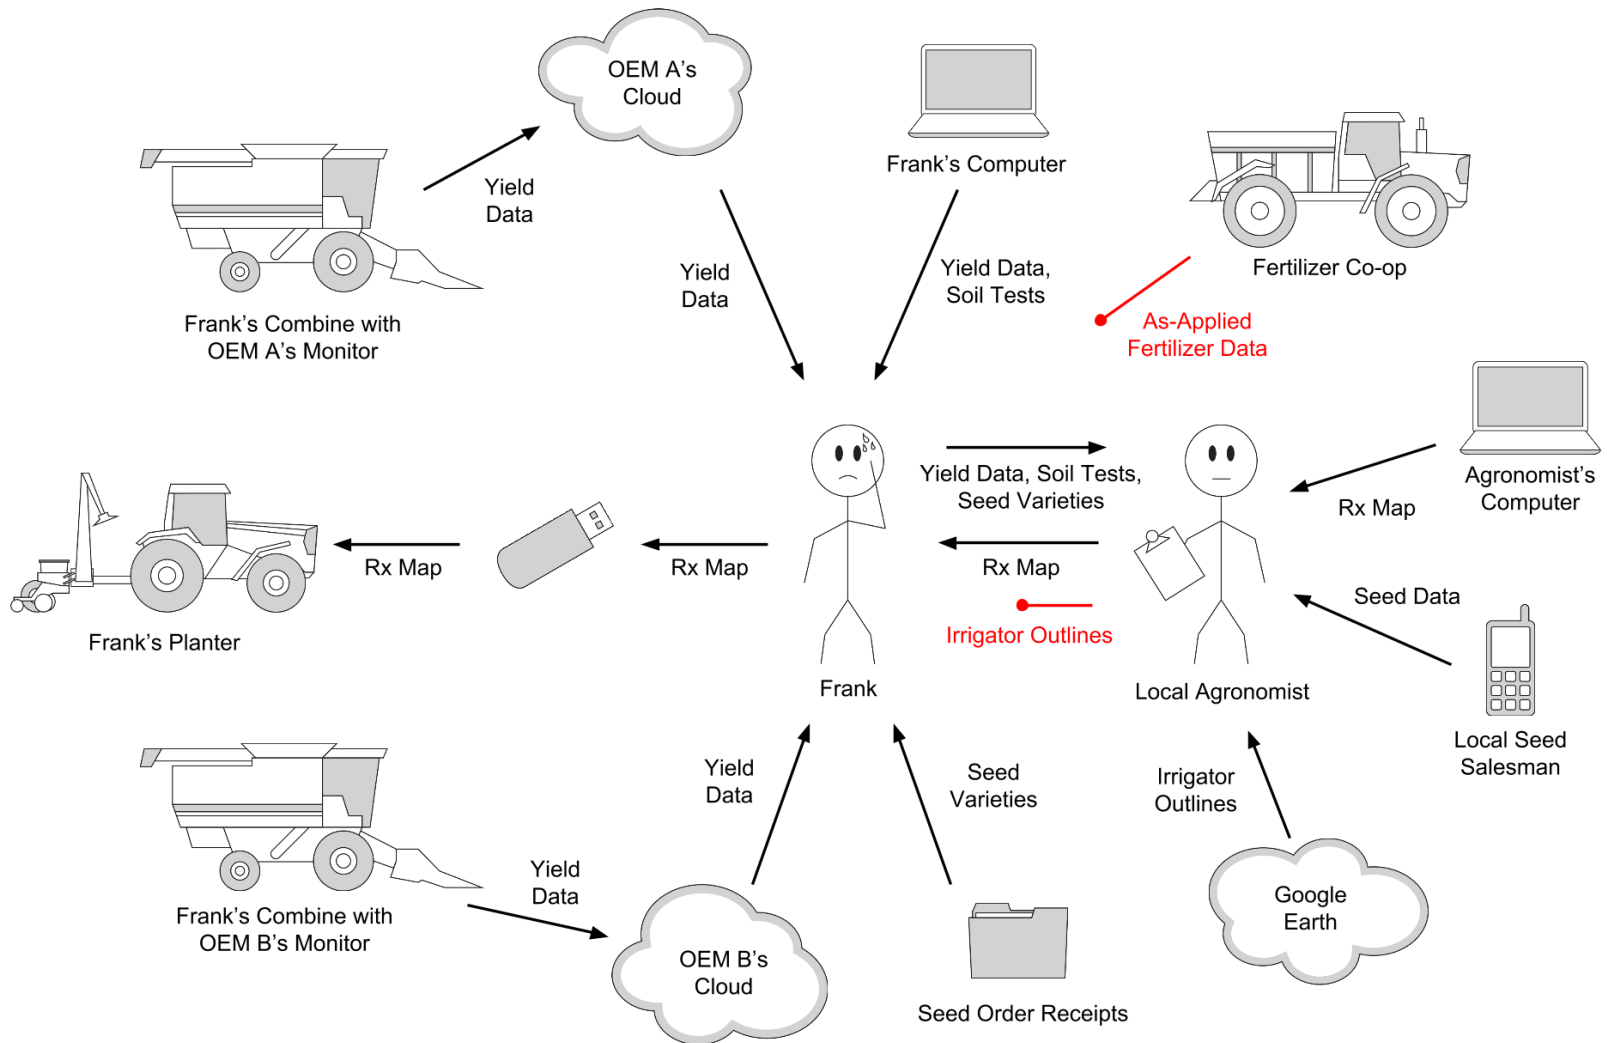 OEM A's
Cloud
Yield
Data
Frank's Combine with
OEM A's Monitor
Yield
Data
Frank's Computer
Yield Data,
Soil Tests
Fertilizer Co-op
As-Applied
Fertilizer Data
Agronomist's
Computer
Rx Map
Yield Data, Soil Tests,
Seed Varieties
Rx Map
Irrigator Outlines
Rx Map
Rx Map
Frank's Planter
Frank
Local Agronomist
Seed Data
Local Seed
Salesman
Yield
Data
Seed
Varieties
Irrigator
Outlines
Google
Earth
Frank's Combine with
OEM B's Monitor
Yield
Data
OEM B's
Cloud
Seed Order Receipts